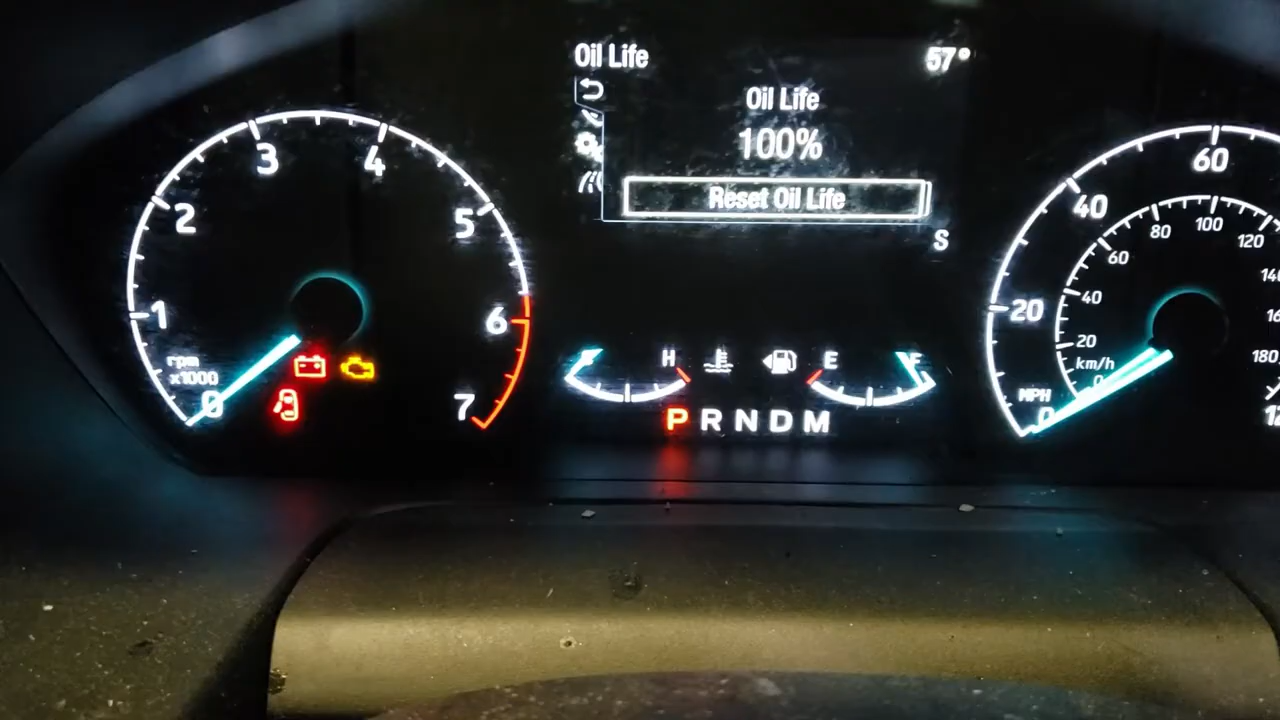 Oil Life 57°
Oil Life
100%
Reset Oil Life
S
1
2
3
4
5
6
7
rpm
x1000
0
H
E
F
P R N D M
60
40
20
MPH
0
100
80
120
60
40
20
km/h
0
180